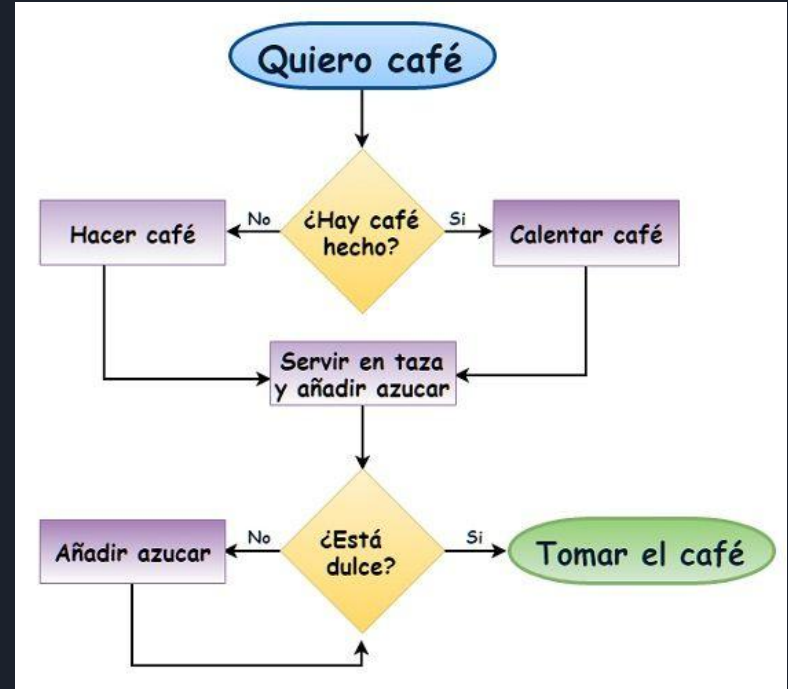 Quiero café
¿Hay café
hecho?
No
Si
Hacer café
Calentar café
Servir en taza
y añadir azucar
¿Está
dulce?
No
Si
Añadir azucar
Tomar el café